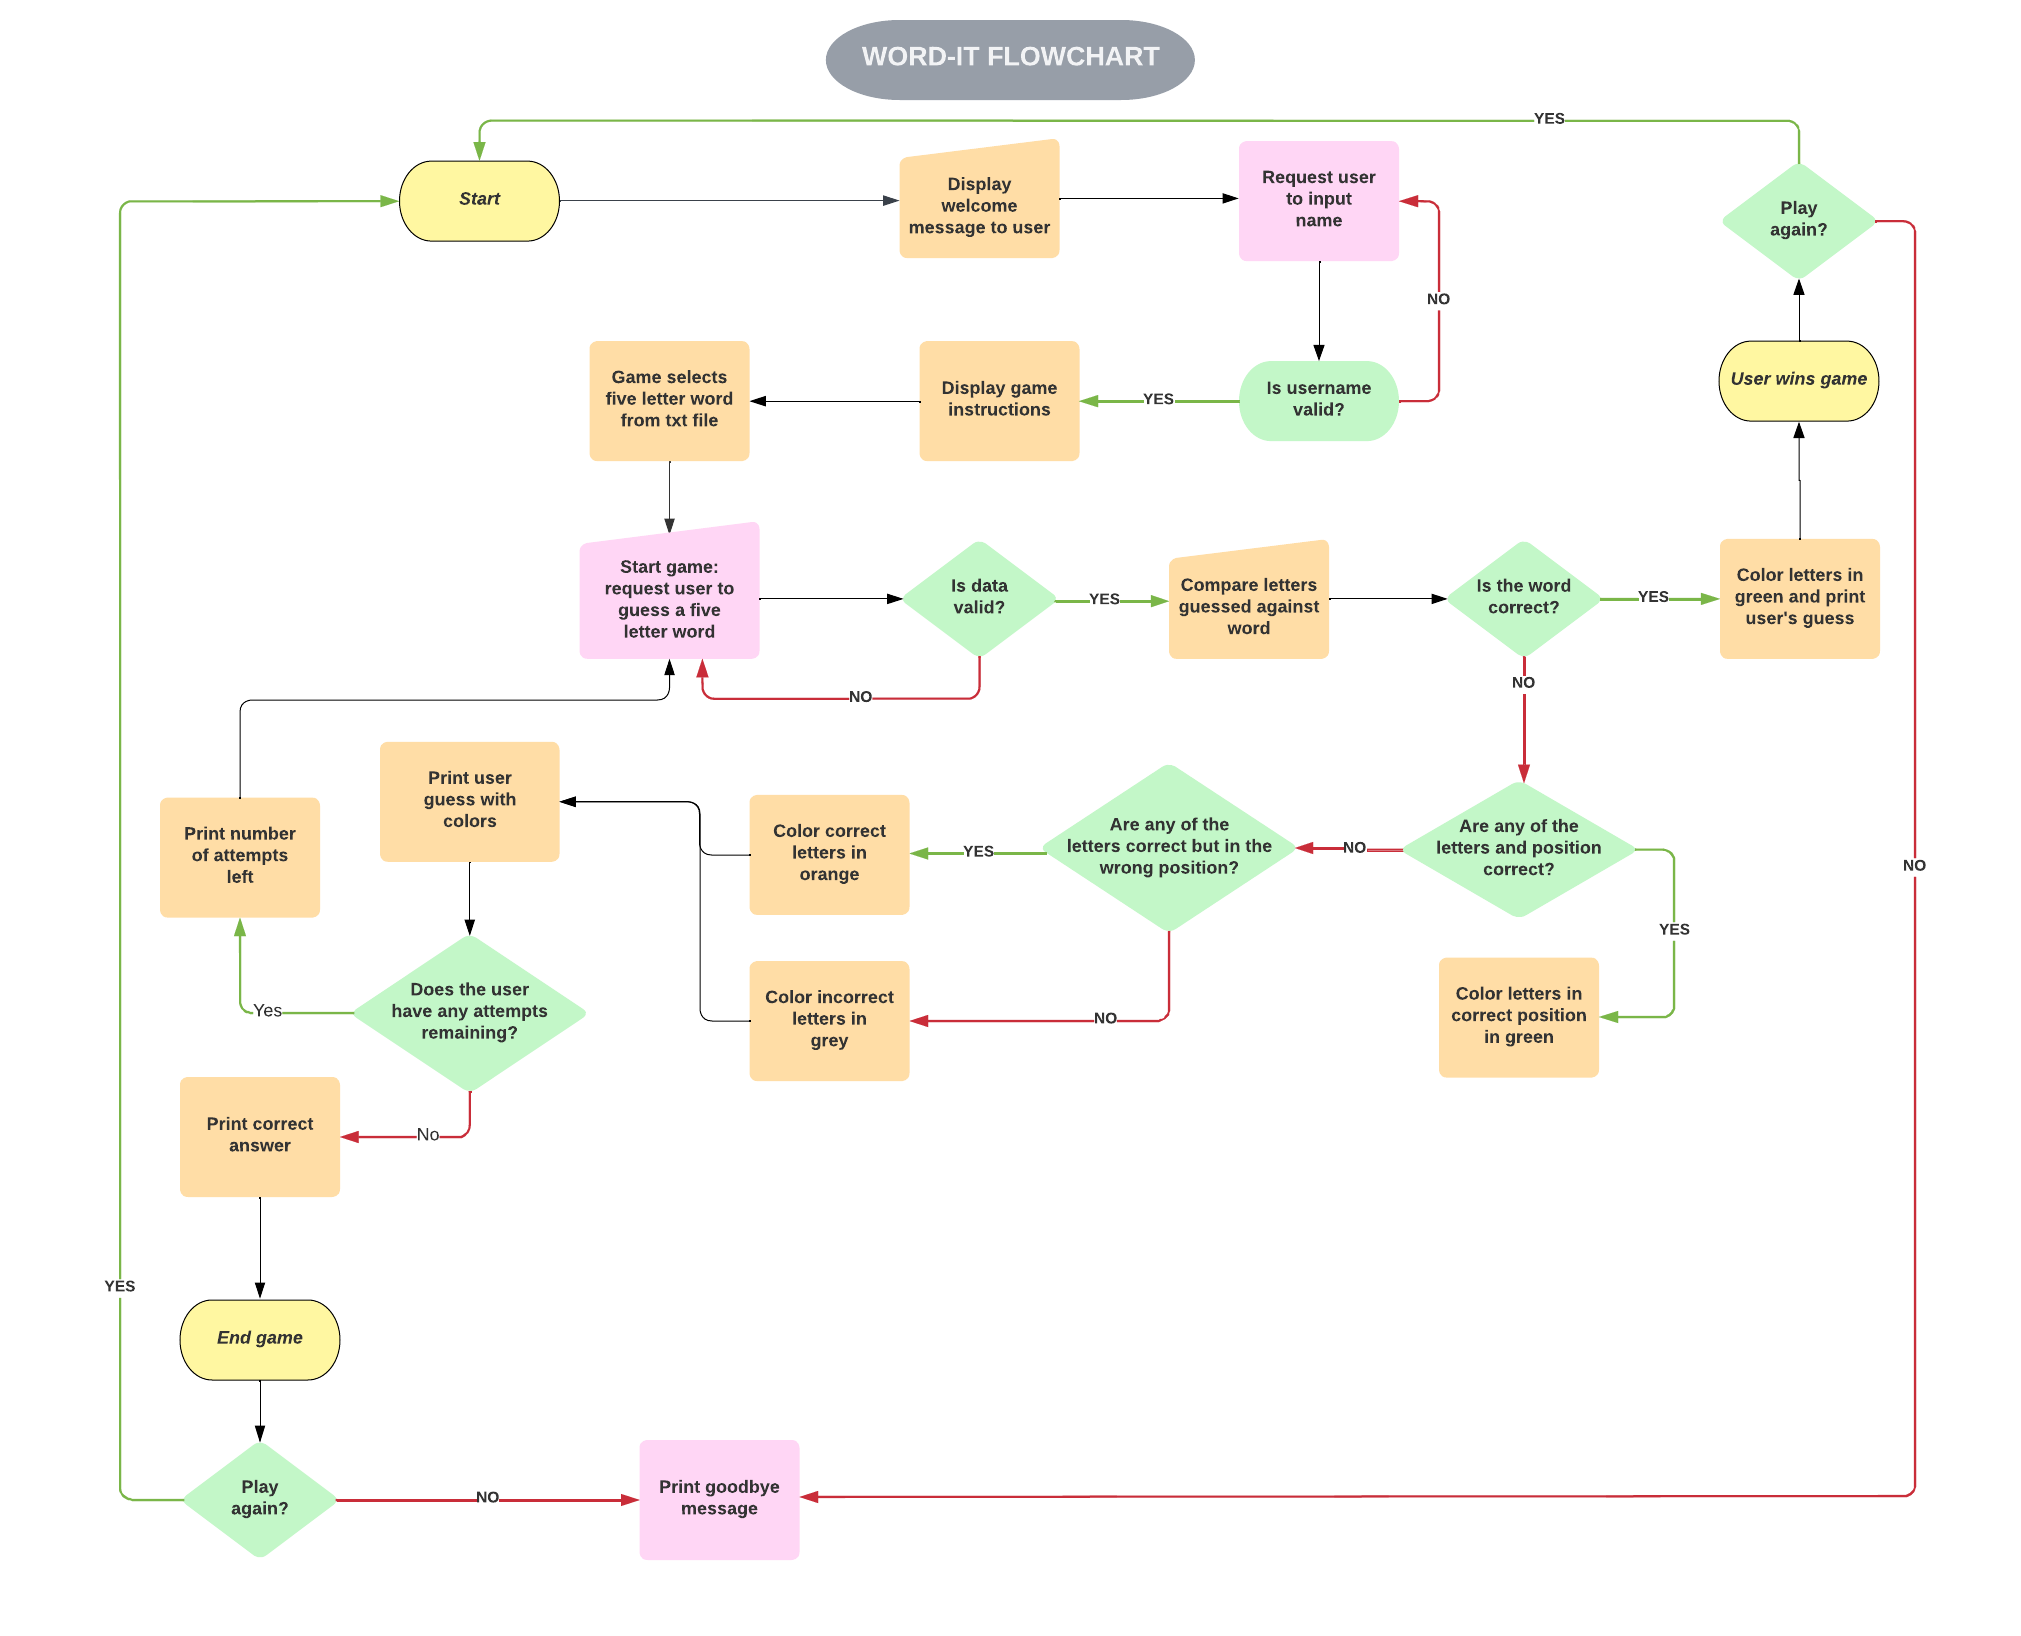 WORD-IT FLOWCHART
YES
Start
Display
welcome
message to user
Request user
to input
name
Play
again?
NO
Game selects
five letter word
from txt file
Display game
instructions
YES
Is username
valid?
User wins game
Start game:
request user to
guess a five
letter word
Is data
valid?
YES
Compare letters
guessed against
word
Is the word
correct?
YES
Color letters in
green and print
user's guess
NO
NO
Print user
guess with
colors
Print number
of attempts
left
Color correct
letters in
orange
YES
Are any of the
letters correct but in the
wrong position?
NO
Are any of the
letters and position
correct?
NO
YES
Does the user
have any attempts
remaining?
Yes
Color incorrect
letters in
grey
NO
Color letters in
correct position
in green
Print correct
answer
No
YES
End game
Play
again?
NO
Print goodbye
message